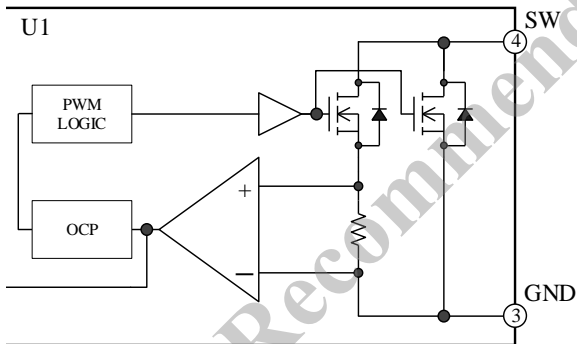 U1
SW
4
PWM
LOGIC
+
OCP
−
GND
3
Recommend